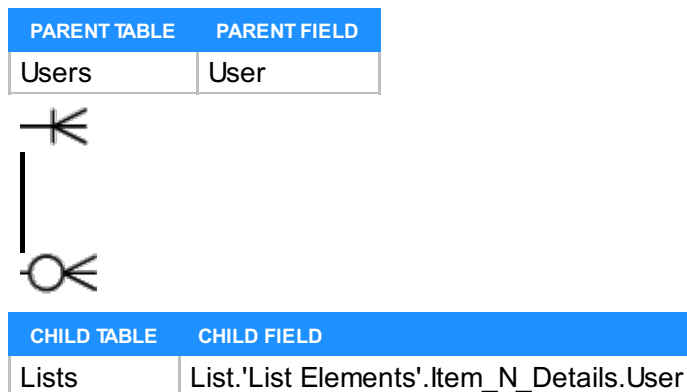 PARENT TABLE PARENT FIELD
Users User
CHILD TABLE CHILD FIELD
Lists List.'List Elements'.Item_N_Details.User